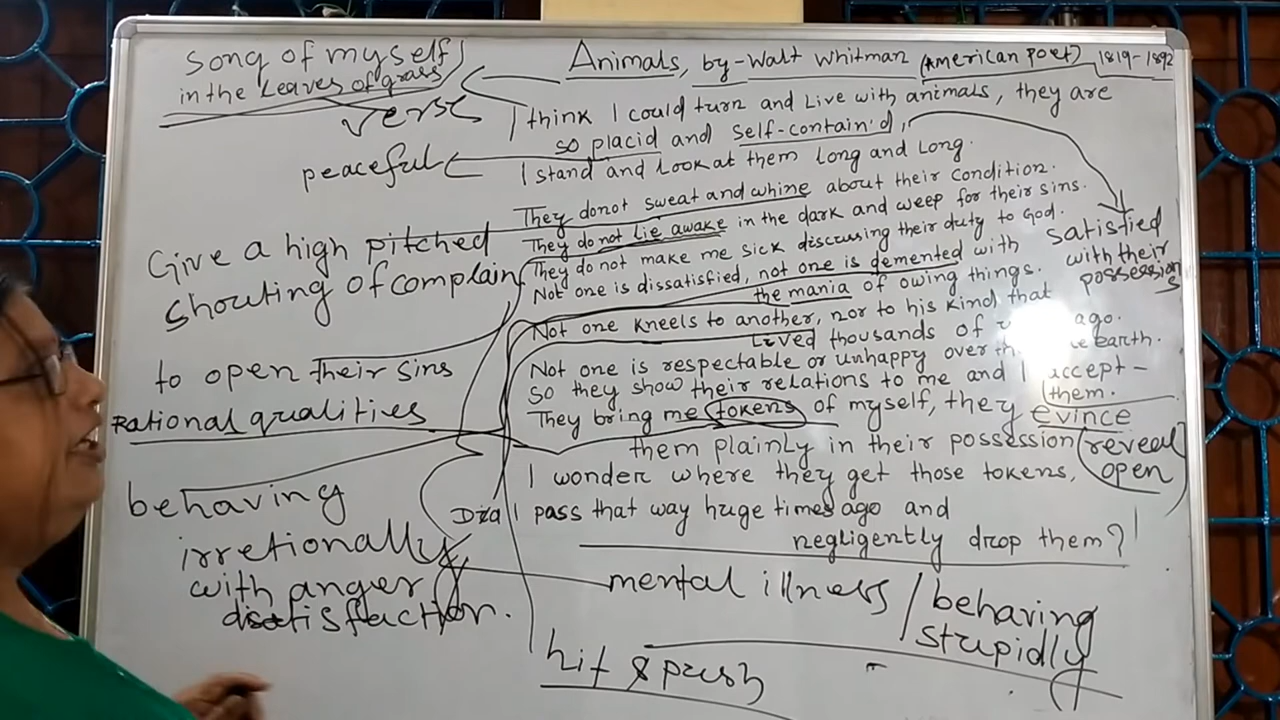 song of myself
in the Leaves of grass
verse
peaceful
Give a high pitched
shouting of complain
to open their sins
Rational qualities
behaving
irretionally
with anger
disatisfaction.
Animals, by-Walt Whitman (American poet) 1819-1892
I think I could turn and Live with animals, they are
so placid and self-contain'd,
I stand and Look at them Long and Long.
They donot sweat and whine about their condition.
They do not Lie awake in the dark and weep for their sins.
They do not make me sick discussing their duty to God.
Not one is dissatisfied, not one is demented with
the mania of owing things.
Not one kneels to another, nor to his kind that
Lived thousands of ago.
Not one is respectable or unhappy over earth.
So they show their relations to me and I accept-
them.
They bring me tokens of myself, they evince
them plainly in their possession
I wonder where they get those tokens,
Did I pass that way huge times ago and
negligently drop them?
satisfied
with their
possession
s
reveal
open
mental illness / behaving
stupidly
hit & push